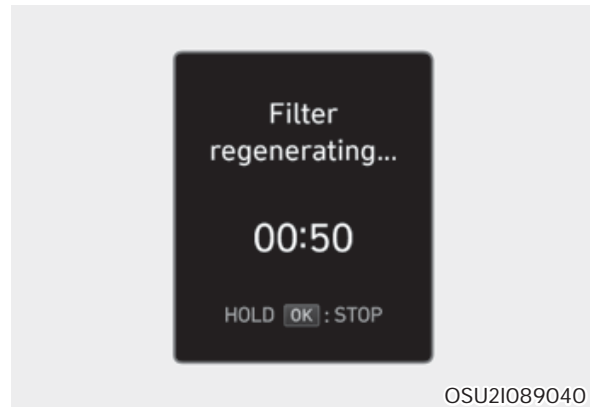 Filter
regenerating...
00:50
HOLD OK : STOP
OSU2I089040